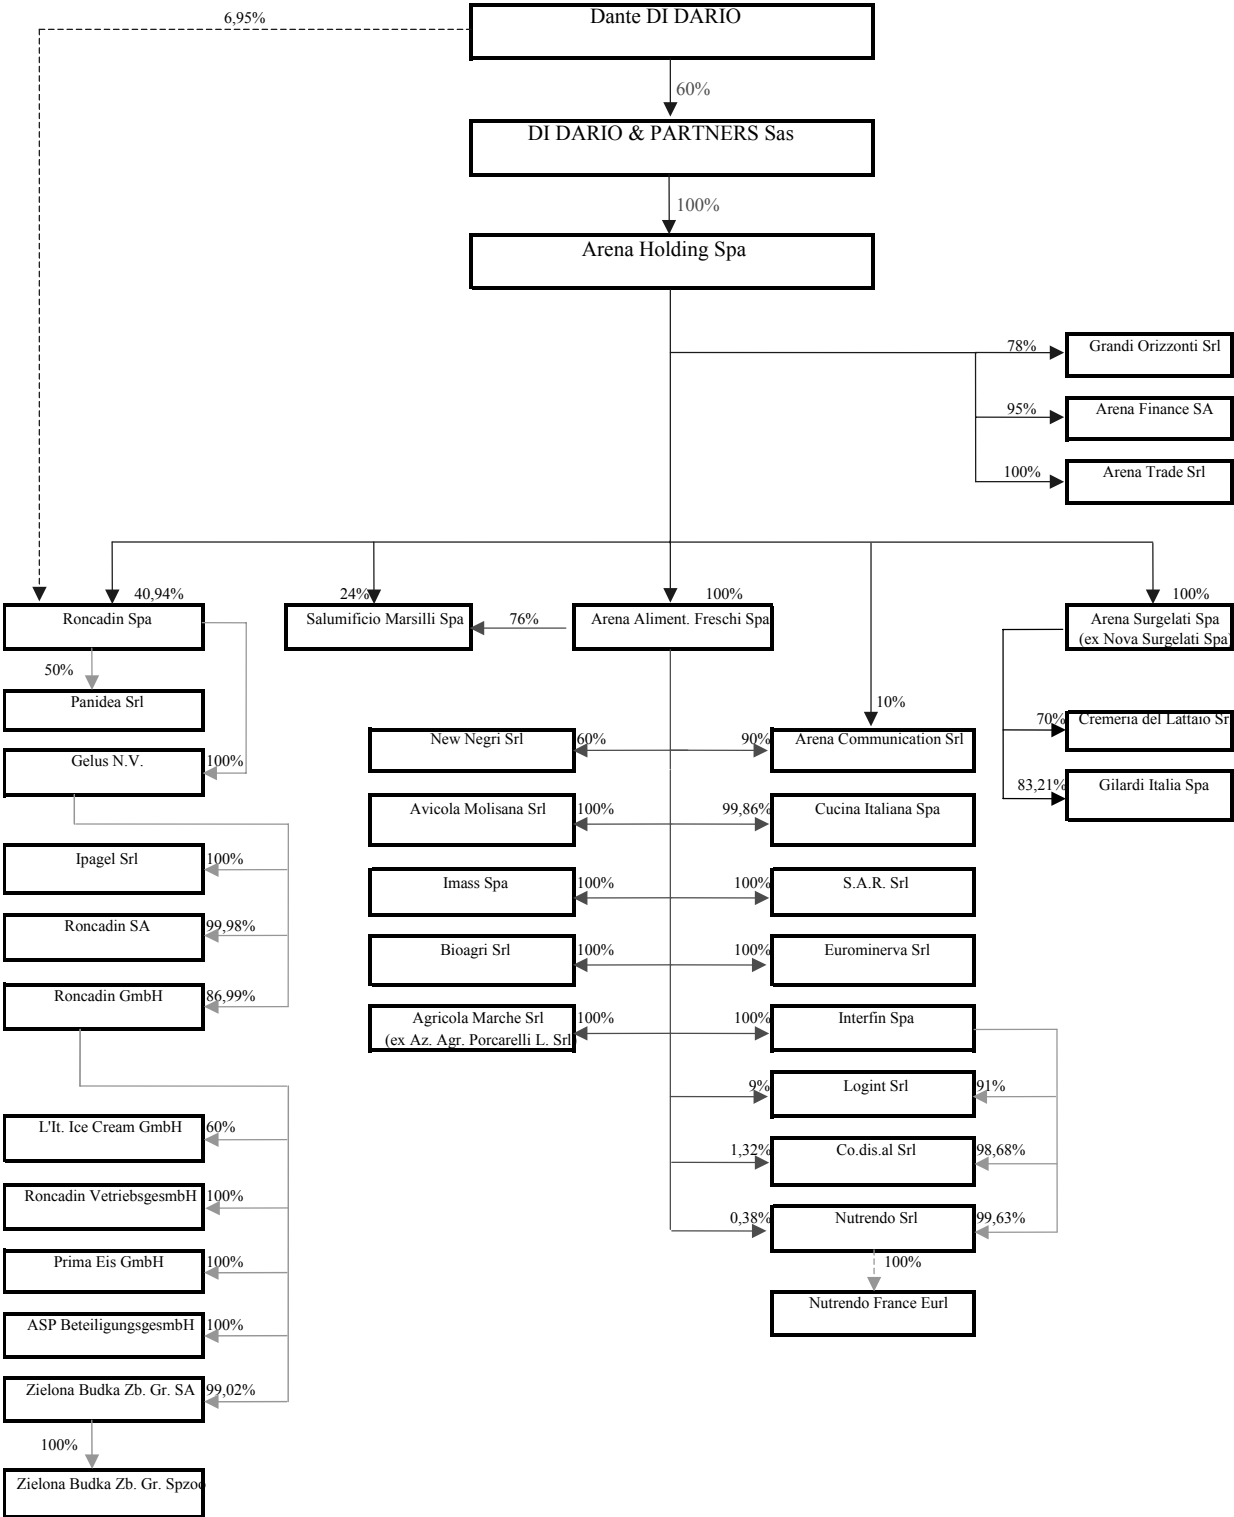 6,95%
Dante DI DARIO
60%
DI DARIO & PARTNERS Sas
100%
Arena Holding Spa
78%
Grandi Orizzonti Srl
95%
Arena Finance SA
100%
Arena Trade Srl
40,94%
24%
100%
100%
Roncadin Spa
Salumificio Marsilli Spa
76%
Arena Aliment. Freschi Spa
Arena Surgelati Spa
(ex Nova Surgelati Spa)
50%
Panidea Srl
10%
Gelus N.V.
100%
New Negri Srl
60%
90%
Arena Communication Srl
70%
Cremeria del Lattaio Srl
83,21%
Gilardi Italia Spa
Avicola Molisana Srl
100%
99,86%
Cucina Italiana Spa
Ipagel Srl
100%
Imass Spa
100%
100%
S.A.R. Srl
Roncadin SA
99,98%
Bioagri Srl
100%
100%
Eurominerva Srl
Roncadin GmbH
86,99%
Agricola Marche Srl
(ex Az. Agr. Porcarelli L. Srl)
100%
100%
Interfin Spa
9%
Logint Srl
91%
L'It. Ice Cream GmbH
60%
1,32%
Co.dis.al Srl
98,68%
Roncadin VetriebsgesmbH
100%
0,38%
Nutrendo Srl
99,63%
Prima Eis GmbH
100%
100%
Nutrendo France Eurl
ASP BeteiligungsgesmbH
100%
Zielona Budka Zb. Gr. SA
99,02%
100%
Zielona Budka Zb. Gr. Spzoo